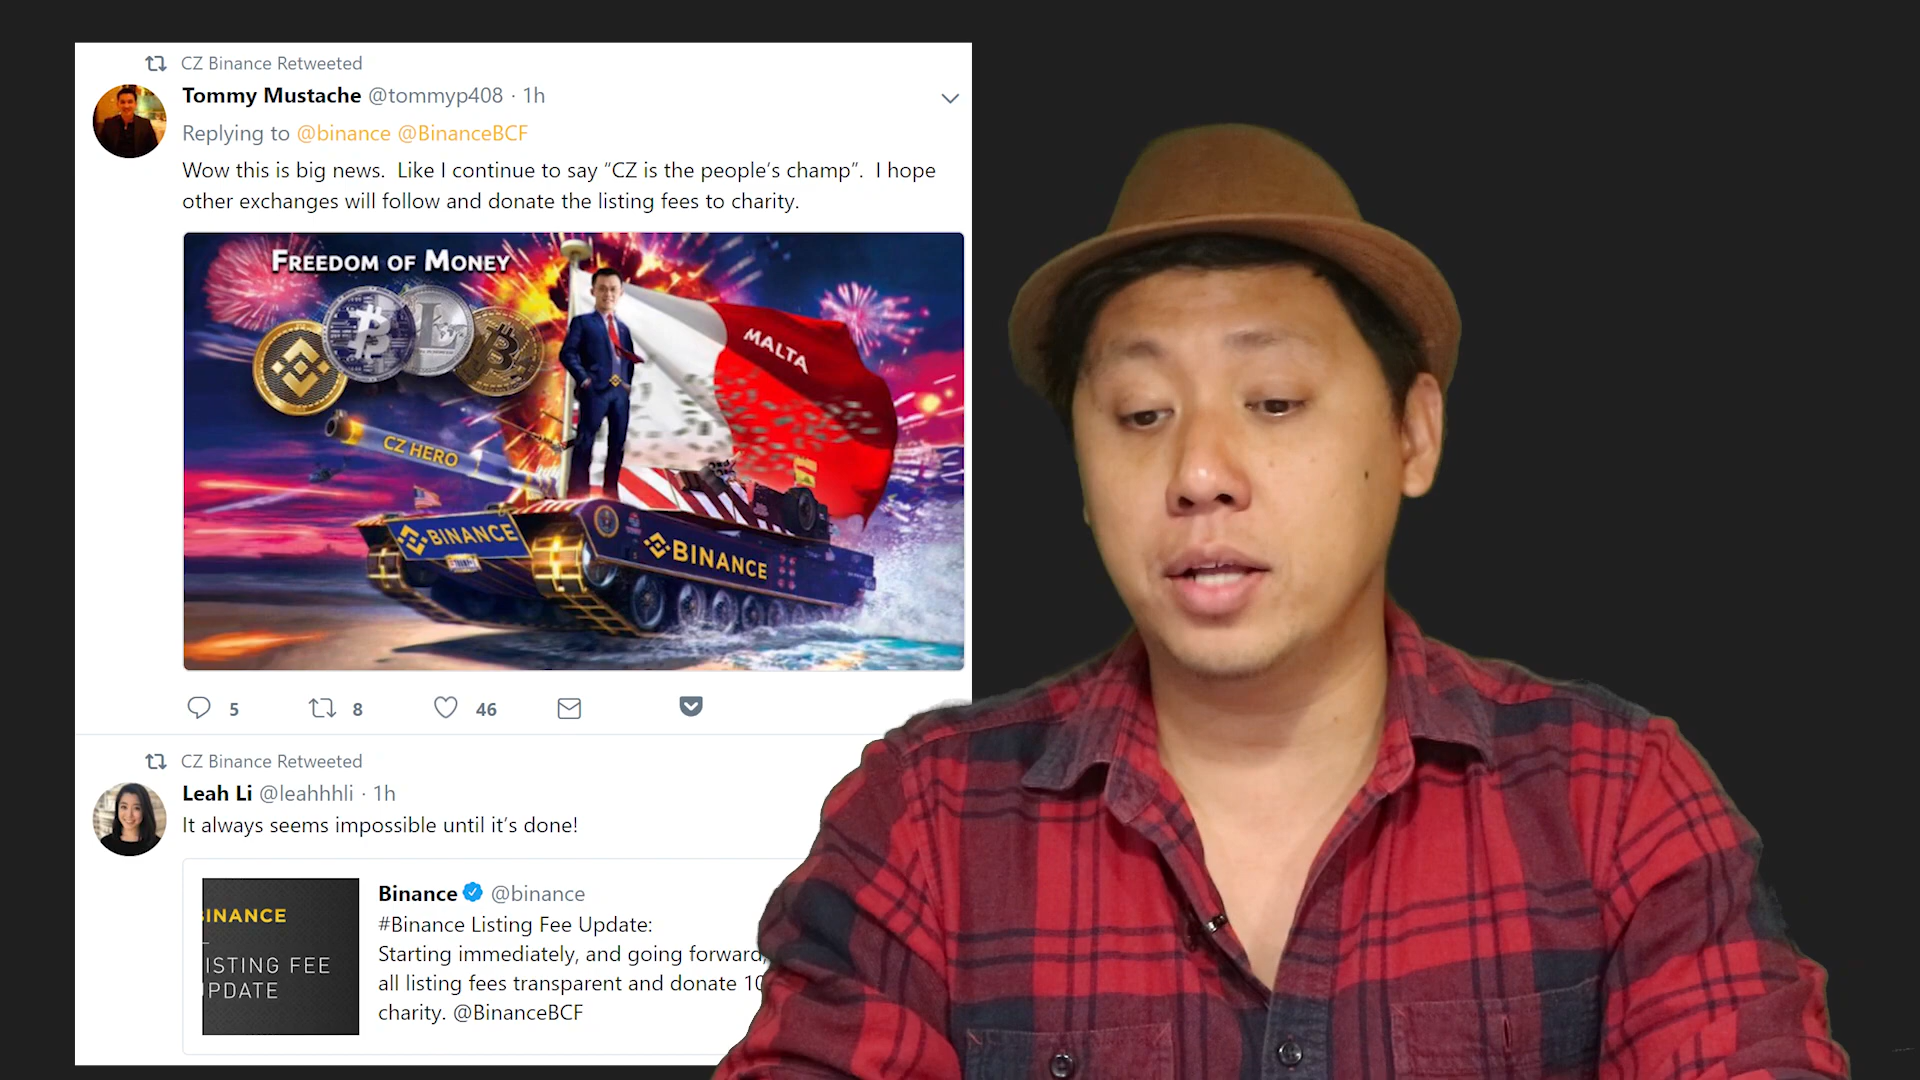 CZ Binance Retweeted
Tommy Mustache @tommyp408 · 1h
Replying to @binance @BinanceBCF
Wow this is big news. Like I continue to say “CZ is the people’s champ”. I hope
other exchanges will follow and donate the listing fees to charity.
FREEDOM OF MONEY
MALTA
CZ HERO
BINANCE
BINANCE
5 8 46
CZ Binance Retweeted
Leah Li @leahhhli · 1h
It always seems impossible until it’s done!
BINANCE
ISTING FEE
PDATE
Binance @binance
#Binance Listing Fee Update:
Starting immediately, and going forward,
all listing fees transparent and donate 10
charity. @BinanceBCF